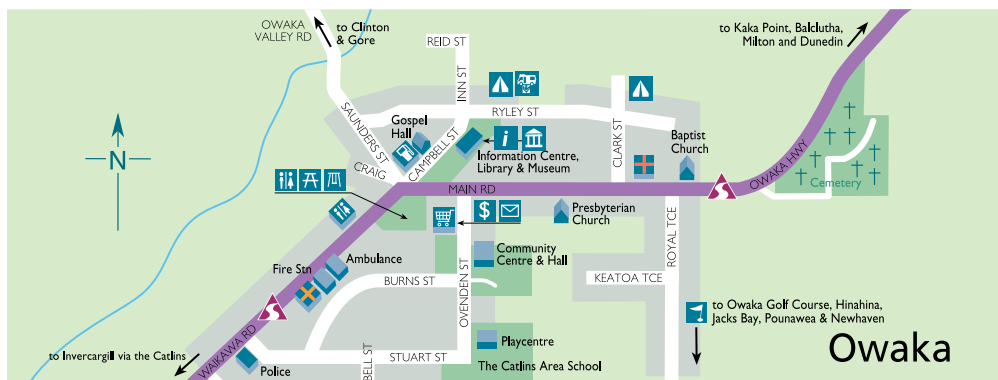 OWAKA
VALLEY RD
to Clinton
& Gore
REID ST
to Kaka Point, Balclutha,
Milton and Dunedin
INN ST
SAUNDERS ST
RYLEY ST
Gospel
Hall
CAMPBELL ST
CLARK ST
Baptist
Church
N
CRAIG
i
Information Centre,
Library & Museum
OWAKA HWY
Cemetery
MAIN RD
$
Presbyterian
Church
ROYAL TCE
Fire Stn
Ambulance
Community
Centre & Hall
BURNS ST
OVENDEN ST
KEATOA TCE
to Owaka Golf Course, Hinahina,
Jacks Bay, Pounawea & Newhaven
WAIKAWA RD
to Invercargill via the Catlins
Police
BELL ST
STUART ST
Playcentre
The Catlins Area School
Owaka